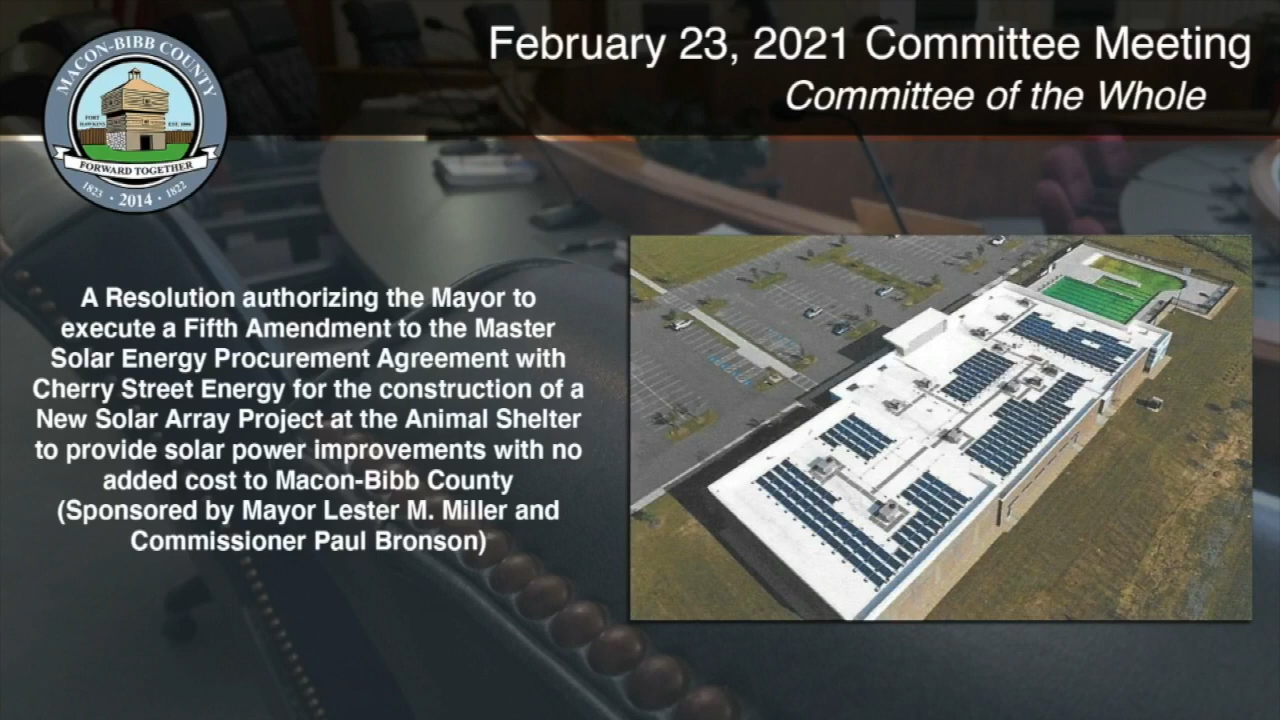 February 23, 2021 Committee Meeting
Committee of the Whole
MACON-BIBB COUNTY
FORT HAWKINS
EST. 1806
FORWARD TOGETHER
1823 · 2014 · 1822
A Resolution authorizing the Mayor to
execute a Fifth Amendment to the Master
Solar Energy Procurement Agreement with
Cherry Street Energy for the construction of a
New Solar Array Project at the Animal Shelter
to provide solar power improvements with no
added cost to Macon-Bibb County
(Sponsored by Mayor Lester M. Miller and
Commissioner Paul Bronson)